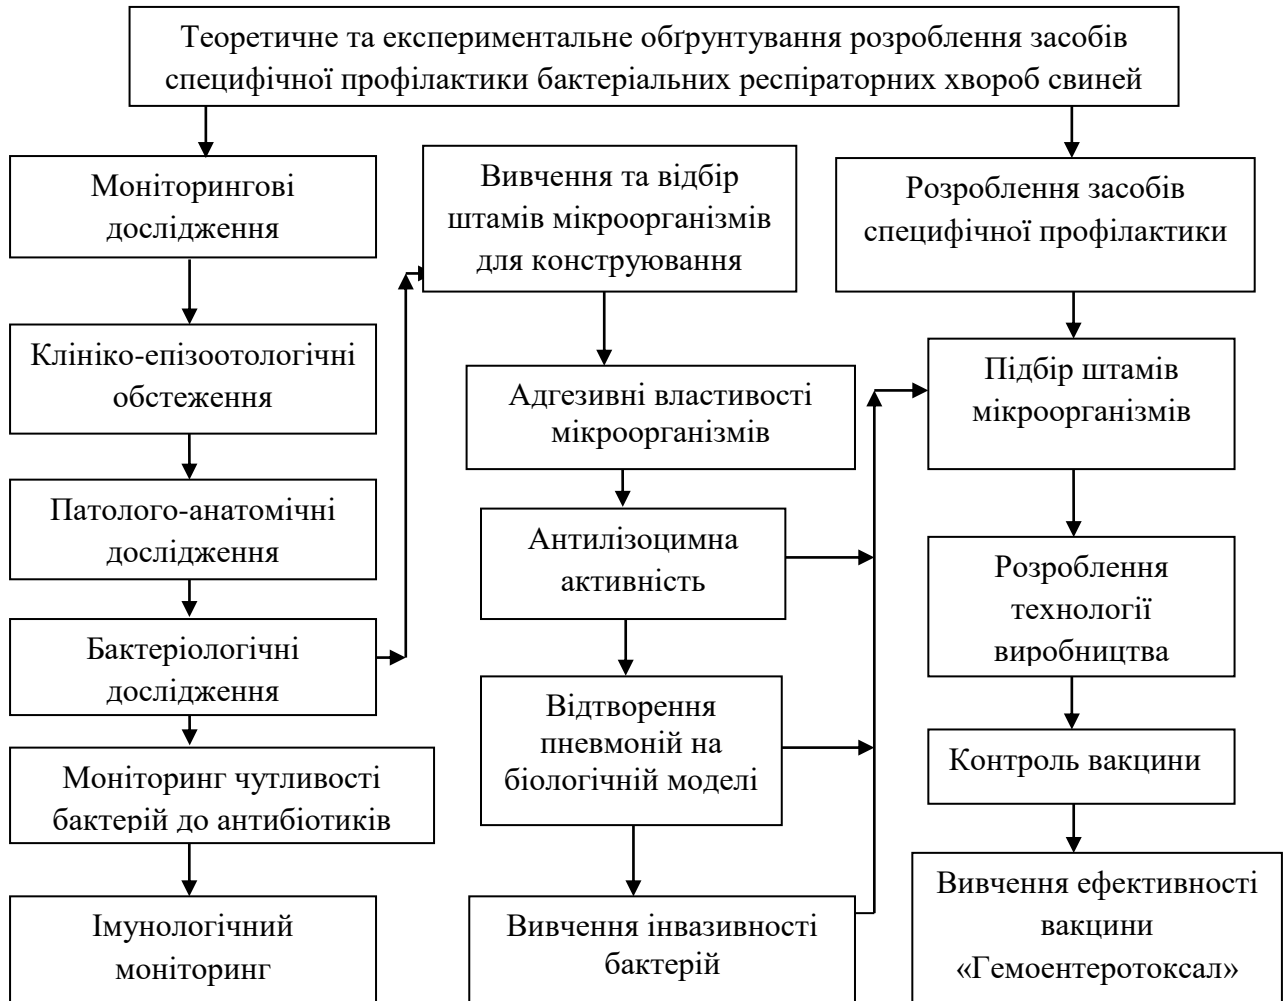 Теоретичне та експериментальне обґрунтування розроблення засобів
специфічної профілактики бактеріальних респіраторних хвороб свиней
Моніторингові
дослідження
Клініко-епізоотологічні
обстеження
Патолого-анатомічні
дослідження
Бактеріологічні
дослідження
Моніторинг чутливості
бактерій до антибіотиків
Імунологічний
моніторинг
Вивчення та відбір
штамів мікроорганізмів
для конструювання
Адгезивні властивості
мікроорганізмів
Антилізоцимна
активність
Відтворення
пневмоній на
біологічній моделі
Вивчення інвазивності
бактерій
Розроблення засобів
специфічної профілактики
Підбір штамів
мікроорганізмів
Розроблення
технології
виробництва
Контроль вакцини
Вивчення ефективності
вакцини
«Гемоентеротоксал»